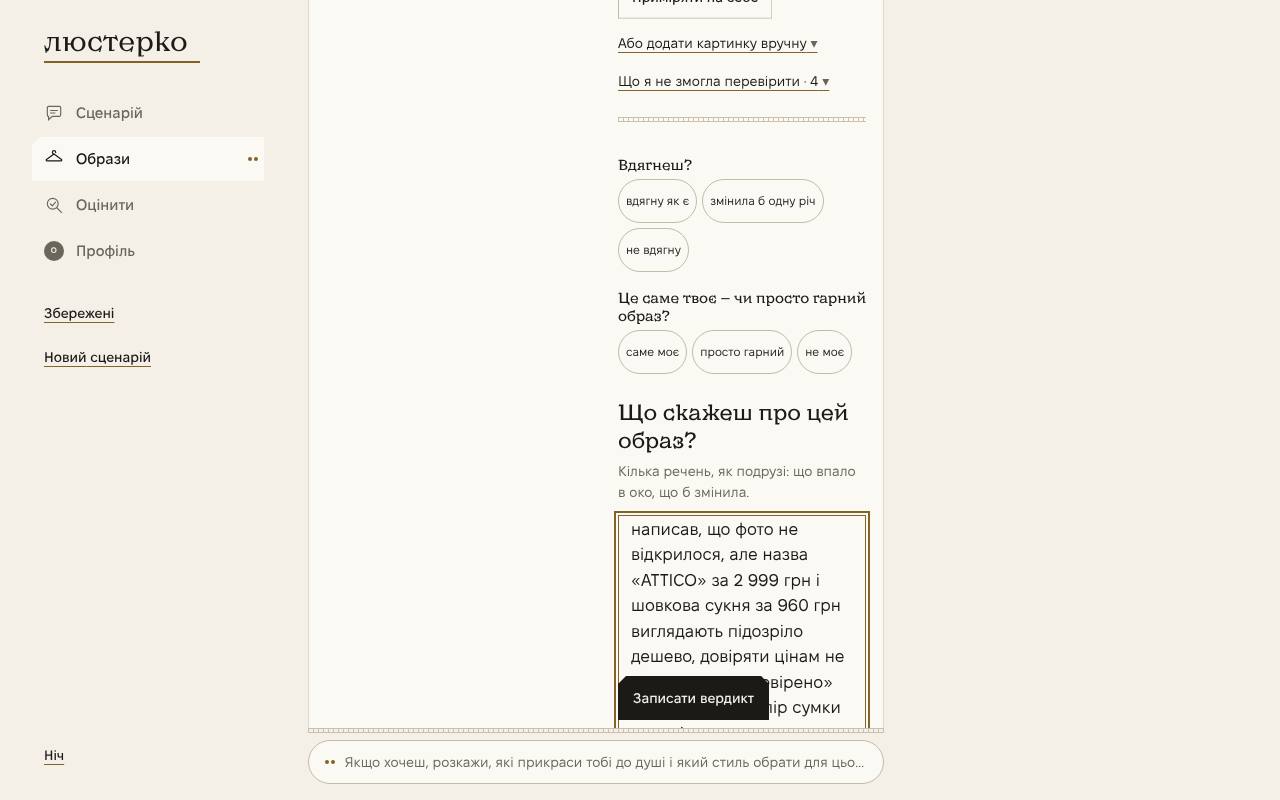 люстерко
Сценарій
Образи
Оцінити
Профіль
Збережені
Новий сценарій
Ніч
Приміряти на себе
Або додати картинку вручну ▾
Що я не змогла перевірити · 4 ▾
Вдягнеш?
вдягну як є
змінила б одну річ
не вдягну
Це саме твоє — чи просто гарний
образ?
саме моє
просто гарний
не моє
Що скажеш про цей
образ?
Кілька речень, як подрузі: що впало
в око, що б змінила.
написав, що фото не
відкрилося, але назва
«ATTICO» за 2 999 грн і
шовкова сукня за 960 грн
виглядають підозріло
дешево, довіряти цінам не
Записати вердикт
сумки
Якщо хочеш, розкажи, які прикраси тобі до душі і який стиль обрати для цьо...